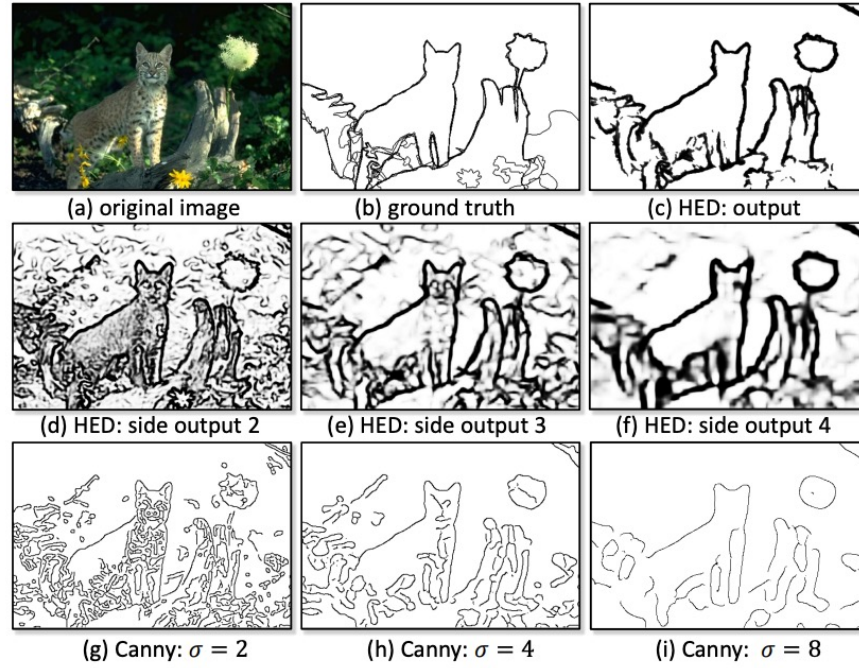 (a) original image
(b) ground truth
(c) HED: output
(d) HED: side output 2
(e) HED: side output 3
(f) HED: side output 4
(g) Canny: σ = 2
(h) Canny: σ = 4
(i) Canny: σ = 8